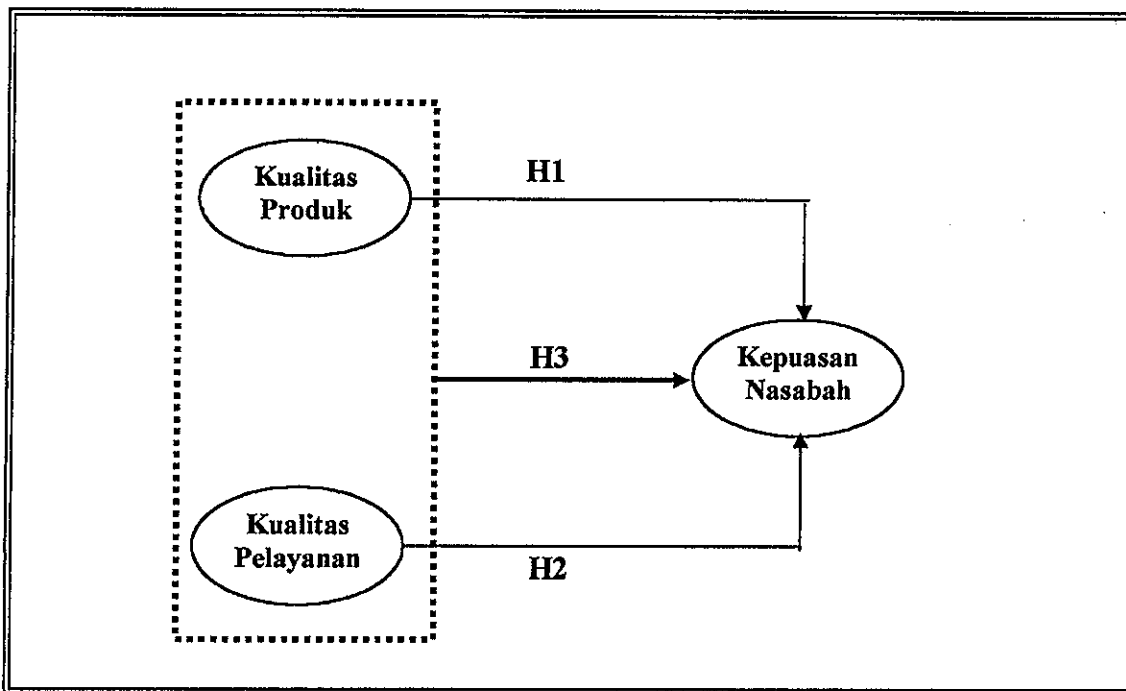 Kualitas
Produk
H1
H3
Kepuasan
Nasabah
Kualitas
Pelayanan
H2